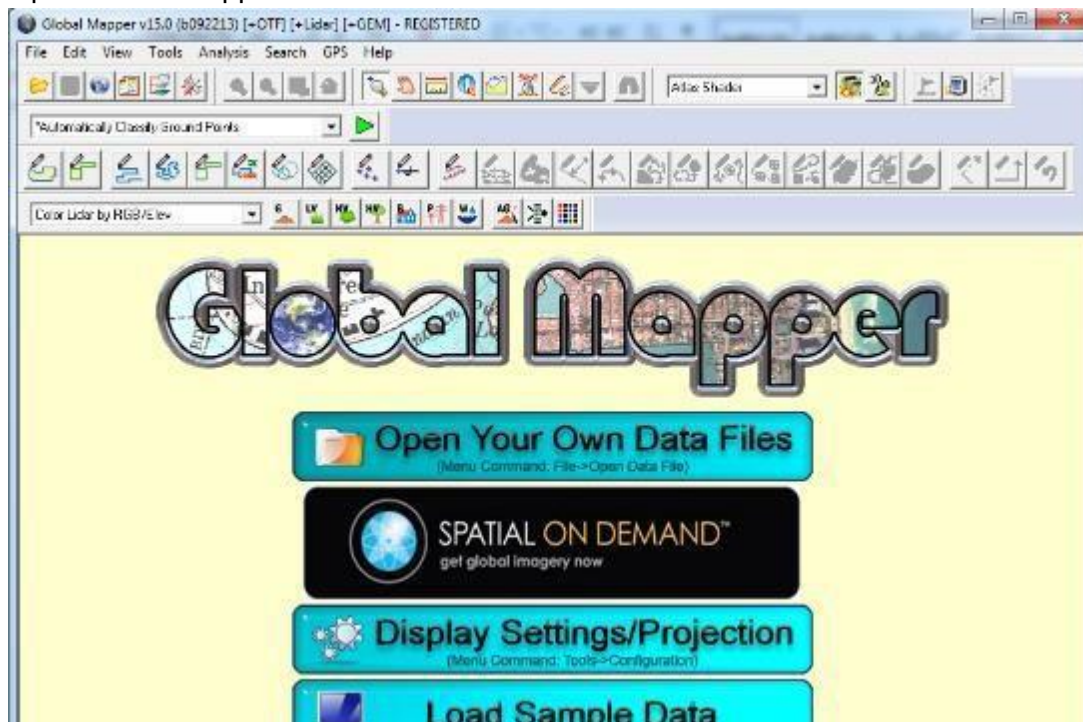 Global Mapper v15.0 (b092213) [+OTF] [+Lidar] [+GEM] - REGISTERED
File Edit View Tools Analysis Search GPS Help
Atlas Shader
*Automatically Classify Ground Points
Color Lidar by RGB/Elev
Global Mapper
Open Your Own Data Files
(Menu Command: File->Open Data File)
SPATIAL ON DEMAND™
get global imagery now
Display Settings/Projection
(Menu Command: Tools->Configuration)
Load Sample Data